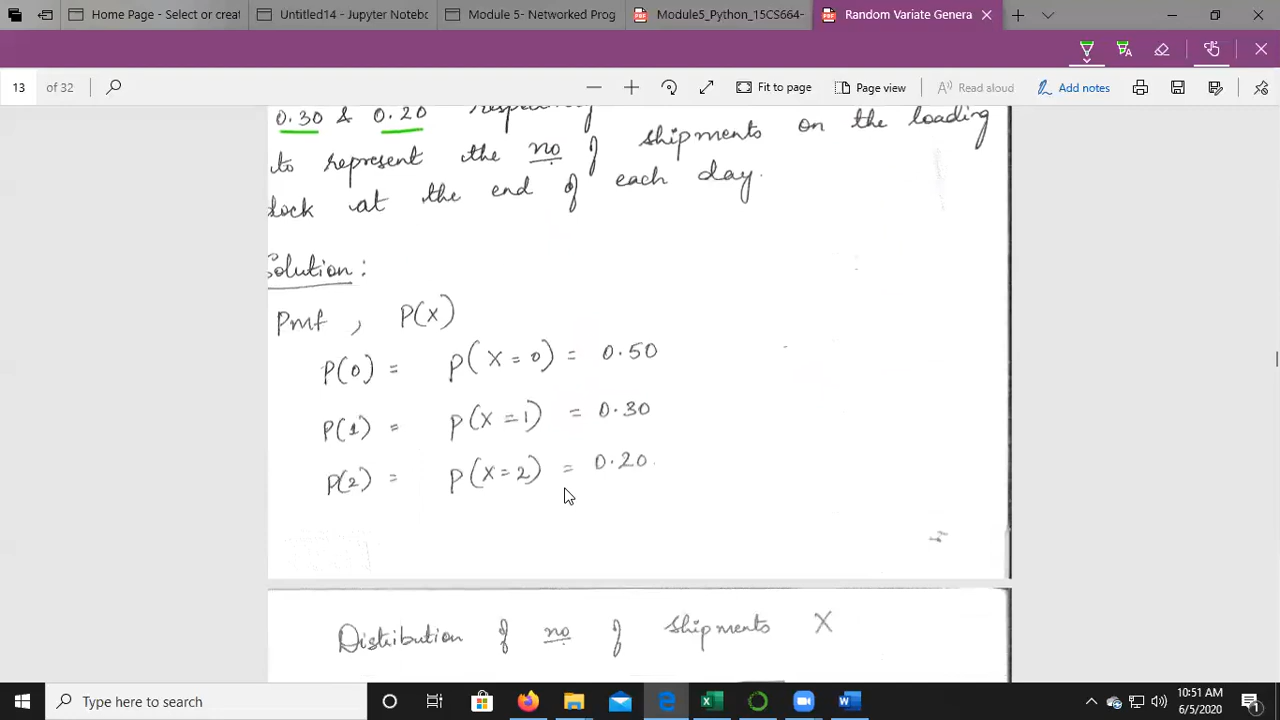 Home Page - Select or creat
Untitled14 - Jupyter Notebo
Module 5- Networked Prog
Module5_Python_15CS664-
Random Variate Genera
13 of 32
Fit to page
Page view
Read aloud
Add notes
0.30 & 0.20
to represent the no of shipments on the loading
dock at the end of each day.
Solution:
Pmf , P(X)
P(0) = P(X = 0) = 0.50
P(1) = P(X = 1) = 0.30
P(2) = P(X = 2) = 0.20
Distribution of no of shipments X
Type here to search
10:51 AM
6/5/2020